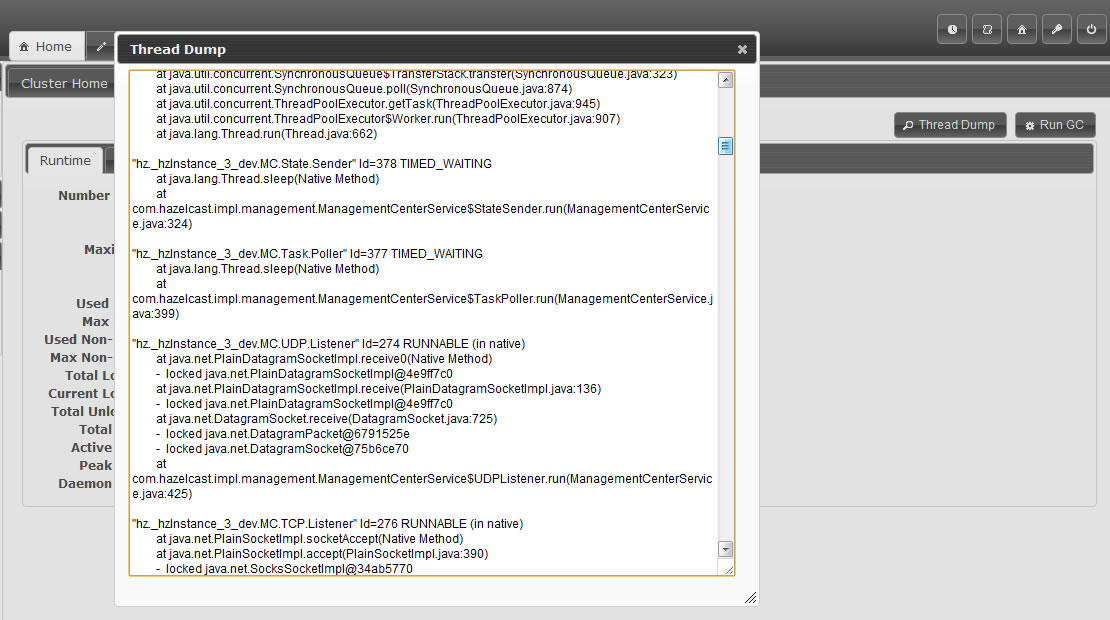 Home
Thread Dump
Cluster Home
Thread Dump
Run GC
Runtime
Number
Maxi
Used
Max
Used Non-
Max Non-
Total Lo
Current Lo
Total Unlo
Total
Active
Peak
Daemon
at java.util.concurrent.SynchronousQueue$TransferStack.transfer(SynchronousQueue.java:323)
at java.util.concurrent.SynchronousQueue.poll(SynchronousQueue.java:874)
at java.util.concurrent.ThreadPoolExecutor.getTask(ThreadPoolExecutor.java:945)
at java.util.concurrent.ThreadPoolExecutor$Worker.run(ThreadPoolExecutor.java:907)
at java.lang.Thread.run(Thread.java:662)
"hz._hzInstance_3_dev.MC.State.Sender" Id=378 TIMED_WAITING
at java.lang.Thread.sleep(Native Method)
at
com.hazelcast.impl.management.ManagementCenterService$StateSender.run(ManagementCenterServic
e.java:324)
"hz._hzInstance_3_dev.MC.Task.Poller" Id=377 TIMED_WAITING
at java.lang.Thread.sleep(Native Method)
at
com.hazelcast.impl.management.ManagementCenterService$TaskPoller.run(ManagementCenterService.j
ava:399)
"hz._hzInstance_3_dev.MC.UDP.Listener" Id=274 RUNNABLE (in native)
at java.net.PlainDatagramSocketImpl.receive0(Native Method)
- locked java.net.PlainDatagramSocketImpl@4e9ff7c0
at java.net.PlainDatagramSocketImpl.receive(PlainDatagramSocketImpl.java:136)
- locked java.net.PlainDatagramSocketImpl@4e9ff7c0
at java.net.DatagramSocket.receive(DatagramSocket.java:725)
- locked java.net.DatagramPacket@6791525e
- locked java.net.DatagramSocket@75b6ce70
at
com.hazelcast.impl.management.ManagementCenterService$UDPListener.run(ManagementCenterServic
e.java:425)
"hz._hzInstance_3_dev.MC.TCP.Listener" Id=276 RUNNABLE (in native)
at java.net.PlainSocketImpl.socketAccept(Native Method)
at java.net.PlainSocketImpl.accept(PlainSocketImpl.java:390)
- locked java.net.SocksSocketImpl@34ab5770